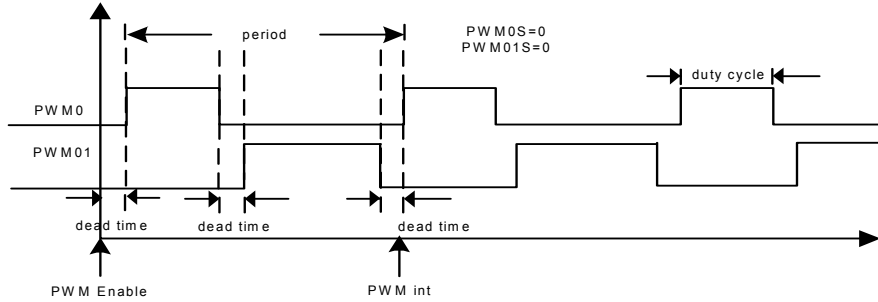 period
PWM0S=0
PWM01S=0
duty cycle
PWM0
PWM01
dead time dead time dead time
PWM Enable PWM int